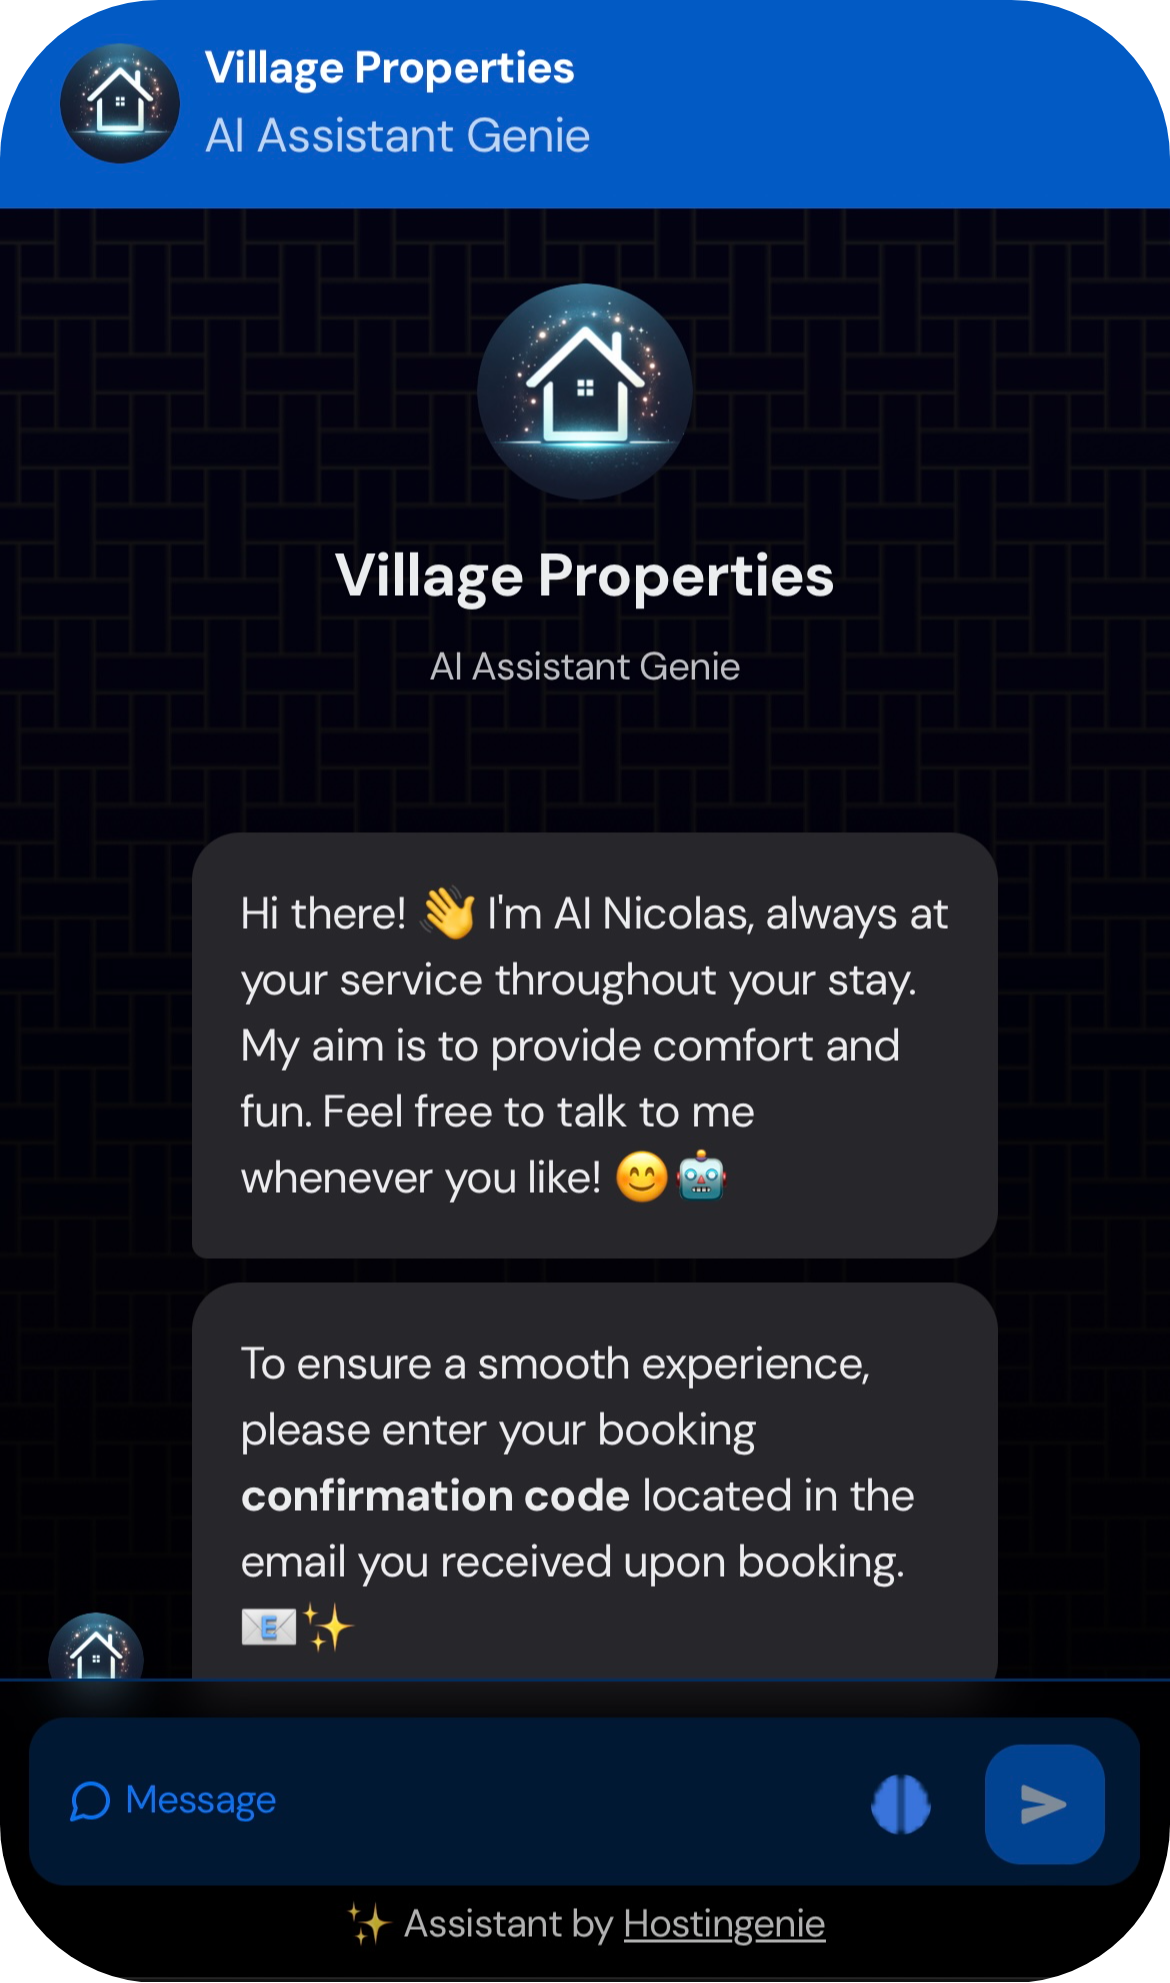 Village Properties
AI Assistant Genie
Village Properties
AI Assistant Genie
Hi there! 👋 I'm AI Nicolas, always at
your service throughout your stay.
My aim is to provide comfort and
fun. Feel free to talk to me
whenever you like! 😊🤖
To ensure a smooth experience,
please enter your booking
confirmation code located in the
email you received upon booking.
📧✨
Message
✨ Assistant by Hostingenie